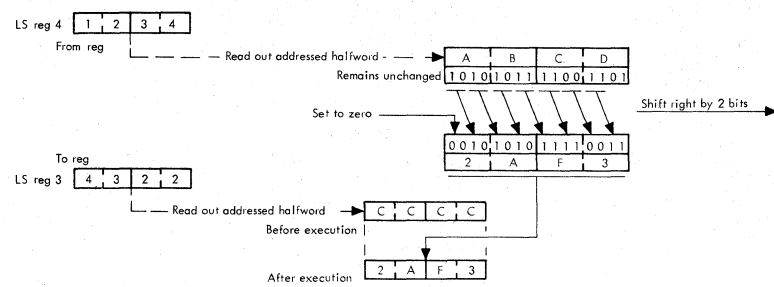 LS reg 4 1 2 3 4
From reg
Read out addressed halfword
A B C D
Remains unchanged 1010 1011 1100 1101
Shift right by 2 bits
Set to zero
0010 1010 1111 0011
2 A F 3
To reg
LS reg 3 4 3 2 2
Read out addressed halfword
C C C C
Before execution
2 A F 3
After execution